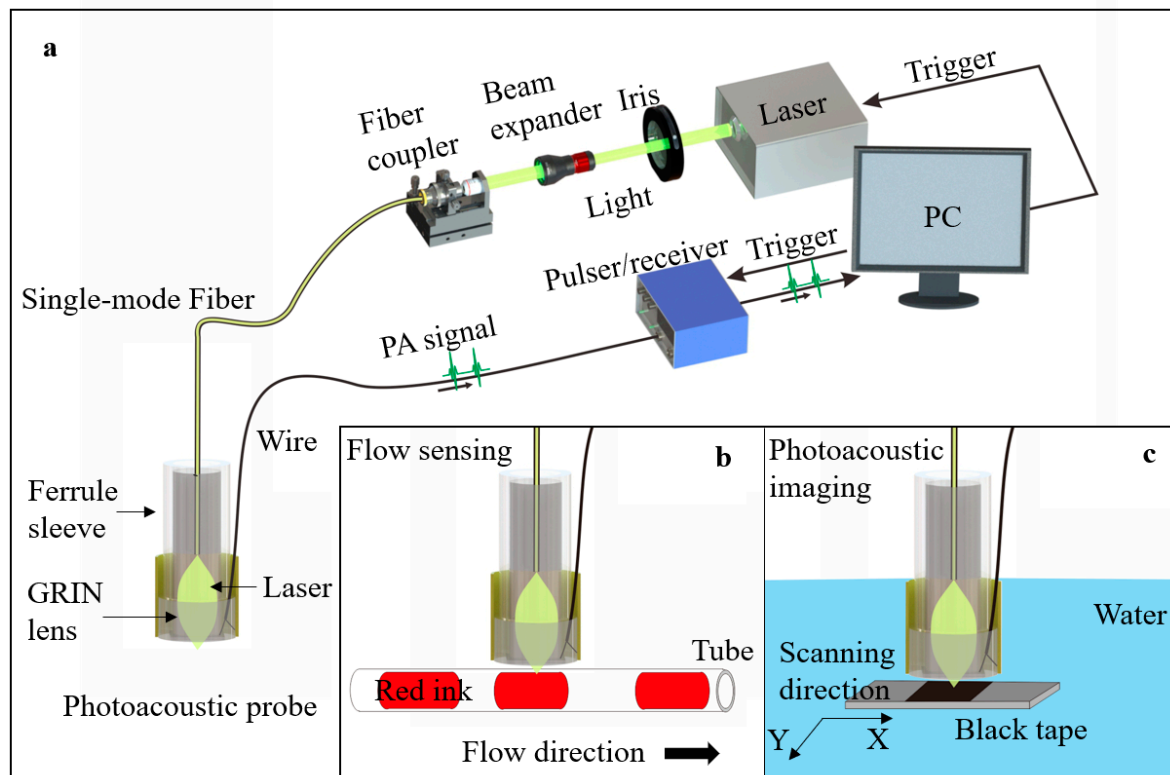 a
Trigger
Laser
Iris
Beam
expander
Fiber
coupler
Light
PC
Trigger
Pulser/receiver
Single-mode Fiber
PA signal
Wire
Ferrule
sleeve
Laser
GRIN
lens
Photoacoustic probe
Flow sensing
b
Tube
Red ink
Flow direction
Photoacoustic
imaging
c
Water
Scanning
direction
Y
X
Black tape